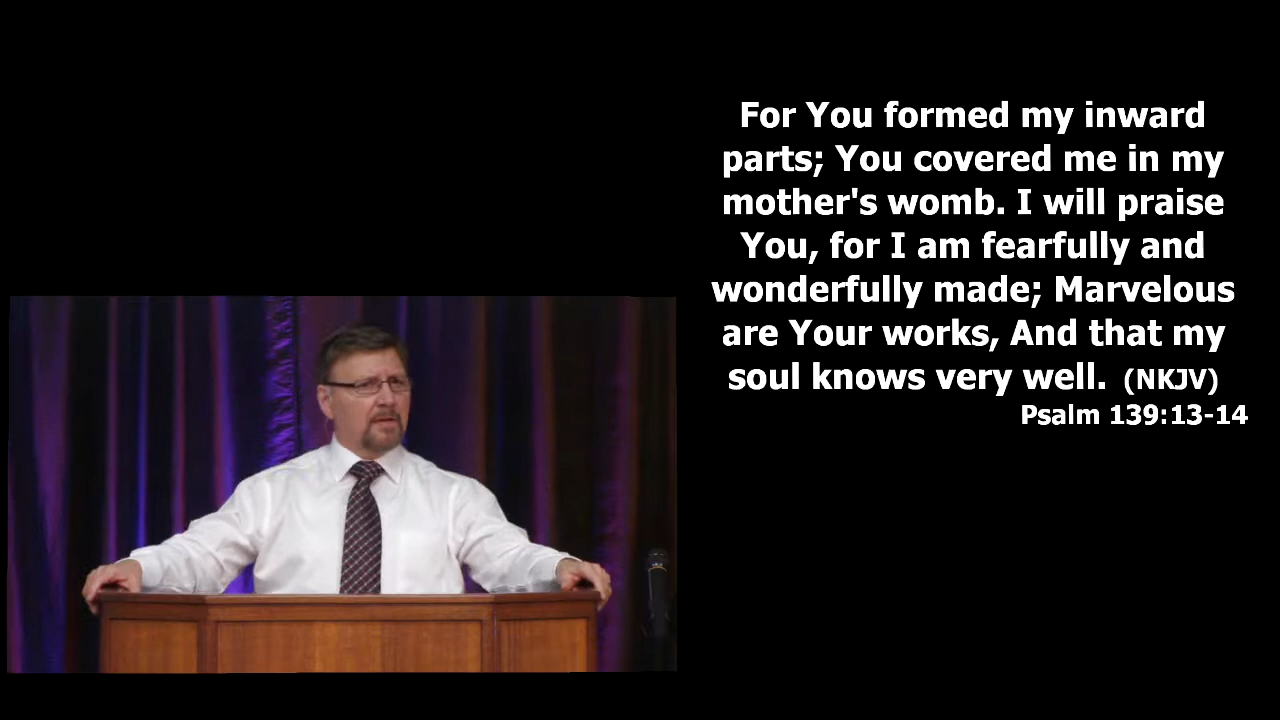 For You formed my inward
parts; You covered me in my
mother's womb. I will praise
You, for I am fearfully and
wonderfully made; Marvelous
are Your works, And that my
soul knows very well. (NKJV)
Psalm 139:13-14